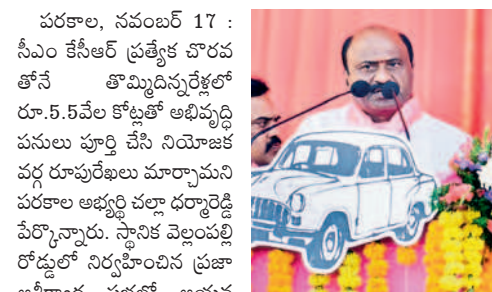 పరకాల, నవంబర్ 17 :
సీఎం కేసీఆర్ ప్రత్యేక చొరవ
తోనే తొమ్మిదిన్నరేళ్లలో
రూ.5.5వేల కోట్లతో అభివృద్ధి
పనులు పూర్తి చేసి నియోజక
వర్గ రూపురేఖలు మార్చామని
పరకాల అభ్యర్థి చల్లా ధర్మారెడ్డి
పేర్కొన్నారు. స్థానిక వెల్లంపల్లి
రోడ్డులో నిర్వహించిన ప్రజా